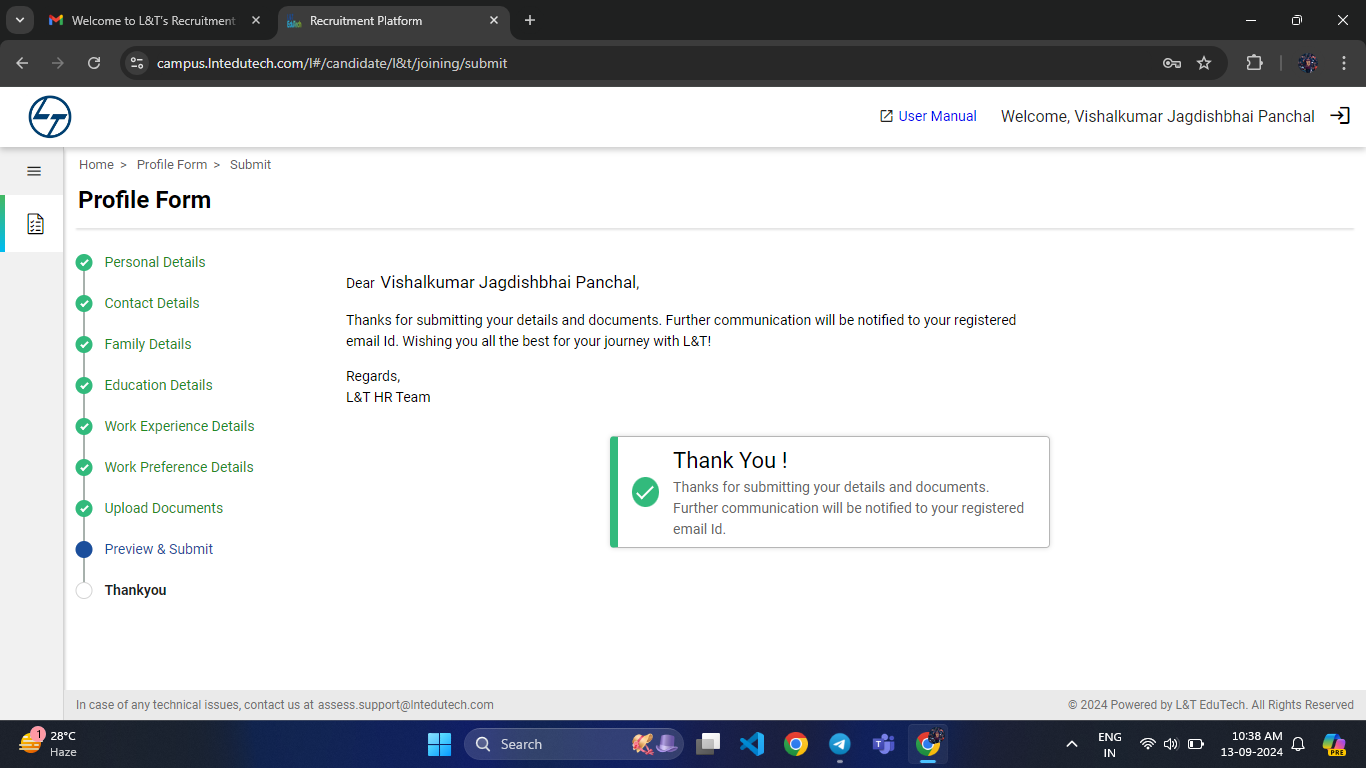 Welcome to L&T's Recruitment
Recruitment Platform
campus.lntedutech.com/l#/candidate/l&t/joining/submit
LT
User Manual
Welcome, Vishalkumar Jagdishbhai Panchal
Home > Profile Form > Submit
Profile Form
Personal Details
Contact Details
Family Details
Education Details
Work Experience Details
Work Preference Details
Upload Documents
Preview & Submit
Thankyou
Dear Vishalkumar Jagdishbhai Panchal,
Thanks for submitting your details and documents. Further communication will be notified to your registered
email Id. Wishing you all the best for your journey with L&T!
Regards,
L&T HR Team
Thank You !
Thanks for submitting your details and documents.
Further communication will be notified to your registered
email Id.
In case of any technical issues, contact us at assess.support@lntedutech.com
© 2024 Powered by L&T EduTech. All Rights Reserved
1
28°C
Haze
Search
ENG
IN
10:38 AM
13-09-2024
PRE